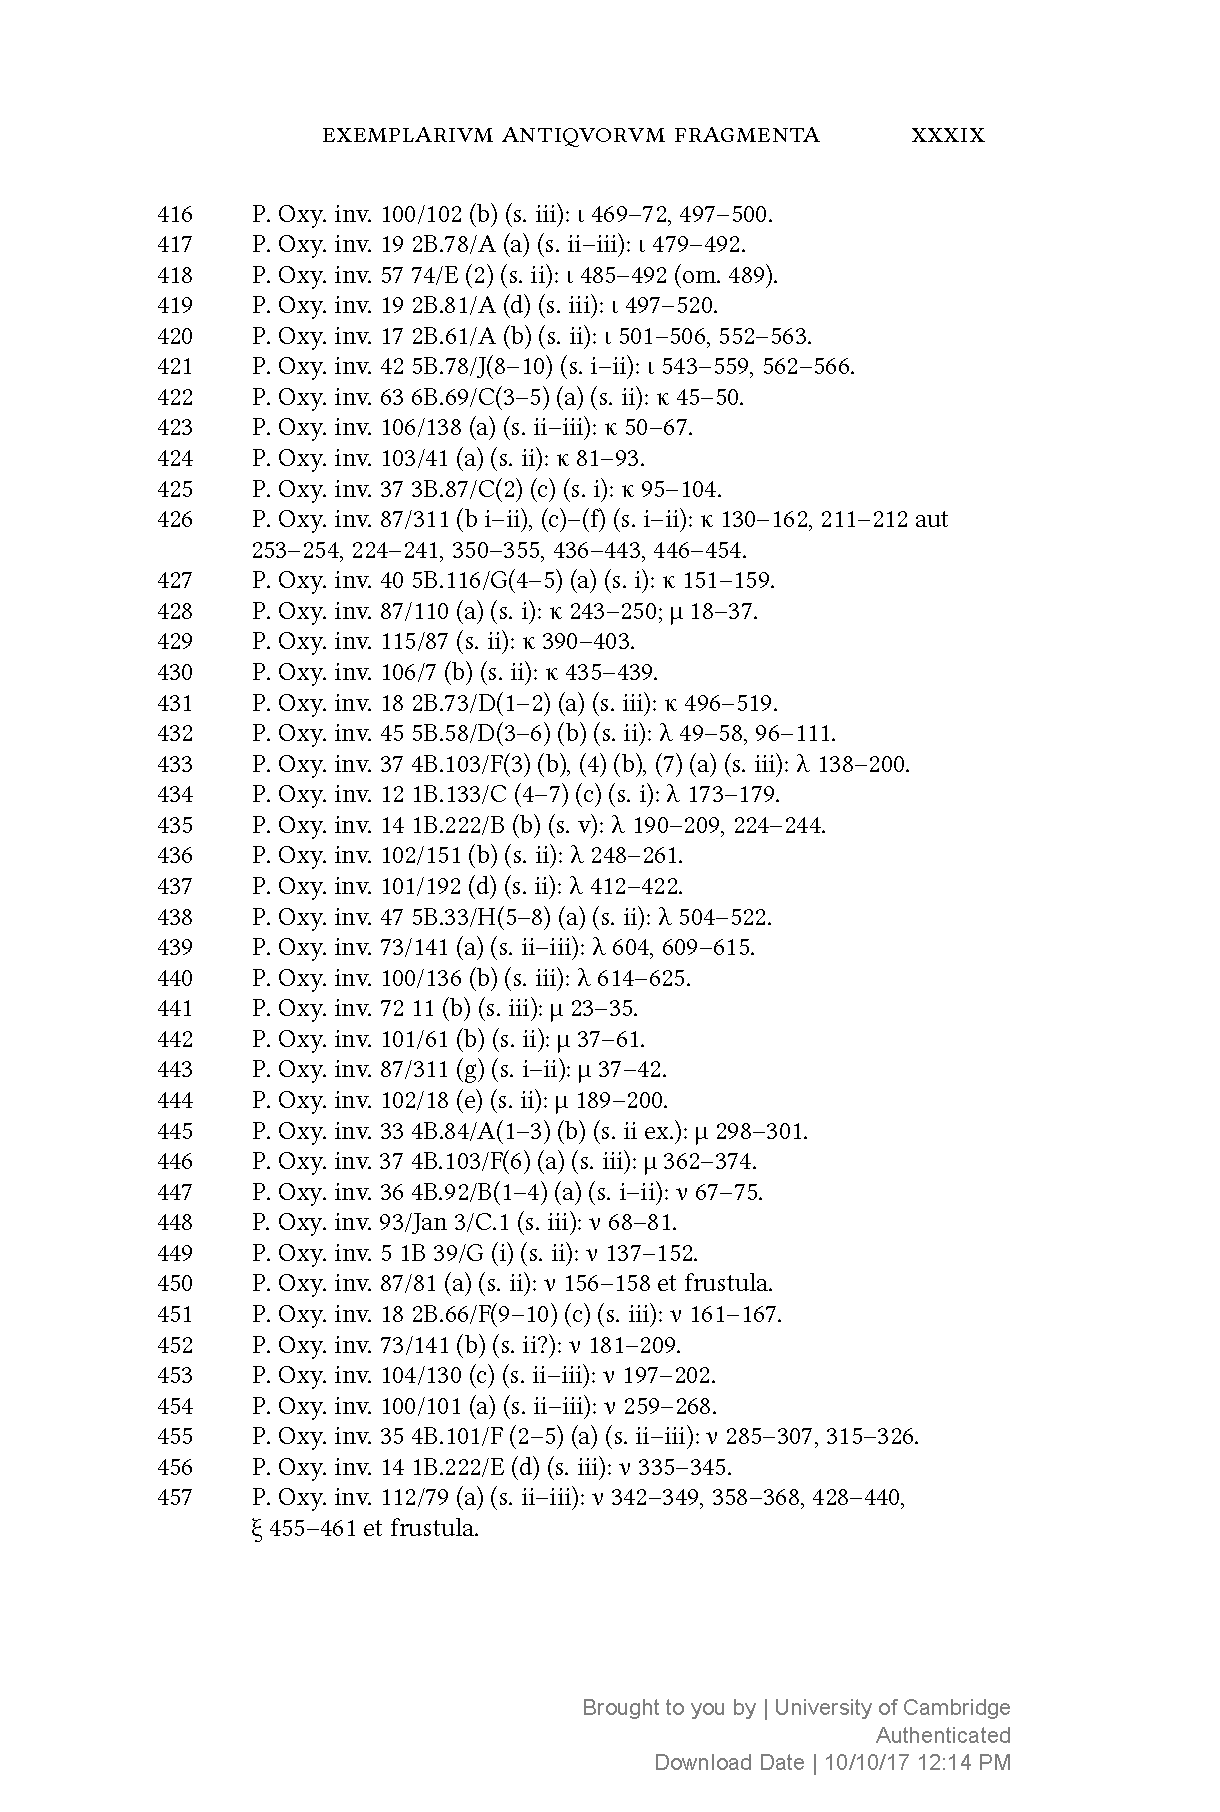 EXEMPLARIVM ANTIQVORVM FRAGMENTA XXXIX
416 P. Oxy. inv. 100/102 (b) (s. iii): ι 469–72, 497–500.
417 P. Oxy. inv. 19 2B.78/A (a) (s. ii–iii): ι 479–492.
418 P. Oxy. inv. 57 74/E (2) (s. ii): ι 485–492 (om. 489).
419 P. Oxy. inv. 19 2B.81/A (d) (s. iii): ι 497–520.
420 P. Oxy. inv. 17 2B.61/A (b) (s. ii): ι 501–506, 552–563.
421 P. Oxy. inv. 42 5B.78/J(8–10) (s. i–ii): ι 543–559, 562–566.
422 P. Oxy. inv. 63 6B.69/C(3–5) (a) (s. ii): κ 45–50.
423 P. Oxy. inv. 106/138 (a) (s. ii–iii): κ 50–67.
424 P. Oxy. inv. 103/41 (a) (s. ii): κ 81–93.
425 P. Oxy. inv. 37 3B.87/C(2) (c) (s. i): κ 95–104.
426 P. Oxy. inv. 87/311 (b i–ii), (c)–(f) (s. i–ii): κ 130–162, 211–212 aut
253–254, 224–241, 350–355, 436–443, 446–454.
427 P. Oxy. inv. 40 5B.116/G(4–5) (a) (s. i): κ 151–159.
428 P. Oxy. inv. 87/110 (a) (s. i): κ 243–250; μ 18–37.
429 P. Oxy. inv. 115/87 (s. ii): κ 390–403.
430 P. Oxy. inv. 106/7 (b) (s. ii): κ 435–439.
431 P. Oxy. inv. 18 2B.73/D(1–2) (a) (s. iii): κ 496–519.
432 P. Oxy. inv. 45 5B.58/D(3–6) (b) (s. ii): λ 49–58, 96–111.
433 P. Oxy. inv. 37 4B.103/F(3) (b), (4) (b), (7) (a) (s. iii): λ 138–200.
434 P. Oxy. inv. 12 1B.133/C (4–7) (c) (s. i): λ 173–179.
435 P. Oxy. inv. 14 1B.222/B (b) (s. v): λ 190–209, 224–244.
436 P. Oxy. inv. 102/151 (b) (s. ii): λ 248–261.
437 P. Oxy. inv. 101/192 (d) (s. ii): λ 412–422.
438 P. Oxy. inv. 47 5B.33/H(5–8) (a) (s. ii): λ 504–522.
439 P. Oxy. inv. 73/141 (a) (s. ii–iii): λ 604, 609–615.
440 P. Oxy. inv. 100/136 (b) (s. iii): λ 614–625.
441 P. Oxy. inv. 72 11 (b) (s. iii): μ 23–35.
442 P. Oxy. inv. 101/61 (b) (s. ii): μ 37–61.
443 P. Oxy. inv. 87/311 (g) (s. i–ii): μ 37–42.
444 P. Oxy. inv. 102/18 (e) (s. ii): μ 189–200.
445 P. Oxy. inv. 33 4B.84/A(1–3) (b) (s. ii ex.): μ 298–301.
446 P. Oxy. inv. 37 4B.103/F(6) (a) (s. iii): μ 362–374.
447 P. Oxy. inv. 36 4B.92/B(1–4) (a) (s. i–ii): ν 67–75.
448 P. Oxy. inv. 93/Jan 3/C.1 (s. iii): ν 68–81.
449 P. Oxy. inv. 5 1B 39/G (i) (s. ii): ν 137–152.
450 P. Oxy. inv. 87/81 (a) (s. ii): ν 156–158 et frustula.
451 P. Oxy. inv. 18 2B.66/F(9–10) (c) (s. iii): ν 161–167.
452 P. Oxy. inv. 73/141 (b) (s. ii?): ν 181–209.
453 P. Oxy. inv. 104/130 (c) (s. ii–iii): ν 197–202.
454 P. Oxy. inv. 100/101 (a) (s. ii–iii): ν 259–268.
455 P. Oxy. inv. 35 4B.101/F (2–5) (a) (s. ii–iii): ν 285–307, 315–326.
456 P. Oxy. inv. 14 1B.222/E (d) (s. iii): ν 335–345.
457 P. Oxy. inv. 112/79 (a) (s. ii–iii): ν 342–349, 358–368, 428–440,
ξ 455–461 et frustula.
Brought to you by | University of Cambridge
Authenticated
Download Date | 10/10/17 12:14 PM